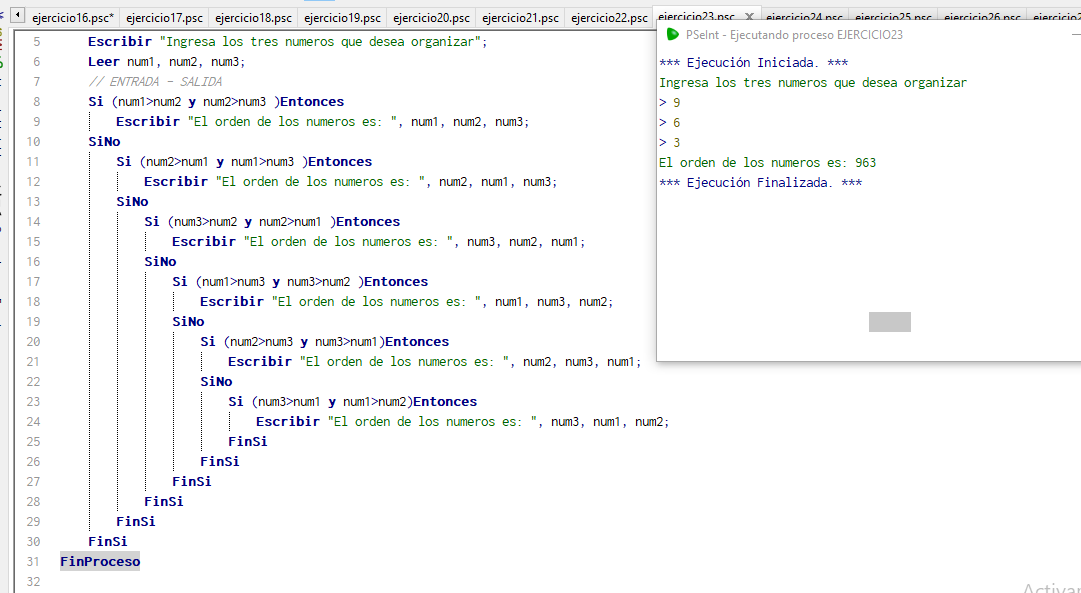 ejercicio16.psc* ejercicio17.psc ejercicio18.psc ejercicio19.psc ejercicio20.psc ejercicio21.psc ejercicio22.psc ejercicio23.psc ejercicio24.psc ejercicio25.psc ejercicio26.psc
5 Escribir "Ingresa los tres numeros que desea organizar";
6 Leer num1, num2, num3;
7 // ENTRADA - SALIDA
8 Si (num1>num2 y num2>num3 )Entonces
9 Escribir "El orden de los numeros es: ", num1, num2, num3;
10 SiNo
11 Si (num2>num1 y num1>num3 )Entonces
12 Escribir "El orden de los numeros es: ", num2, num1, num3;
13 SiNo
14 Si (num3>num2 y num2>num1 )Entonces
15 Escribir "El orden de los numeros es: ", num3, num2, num1;
16 SiNo
17 Si (num1>num3 y num3>num2 )Entonces
18 Escribir "El orden de los numeros es: ", num1, num3, num2;
19 SiNo
20 Si (num2>num3 y num3>num1)Entonces
21 Escribir "El orden de los numeros es: ", num2, num3, num1;
22 SiNo
23 Si (num3>num1 y num1>num2)Entonces
24 Escribir "El orden de los numeros es: ", num3, num1, num2;
25 FinSi
26 FinSi
27 FinSi
28 FinSi
29 FinSi
30 FinSi
31 FinProceso
32
PSeInt - Ejecutando proceso EJERCICIO23
*** Ejecución Iniciada. ***
Ingresa los tres numeros que desea organizar
> 9
> 6
> 3
El orden de los numeros es: 963
*** Ejecución Finalizada. ***